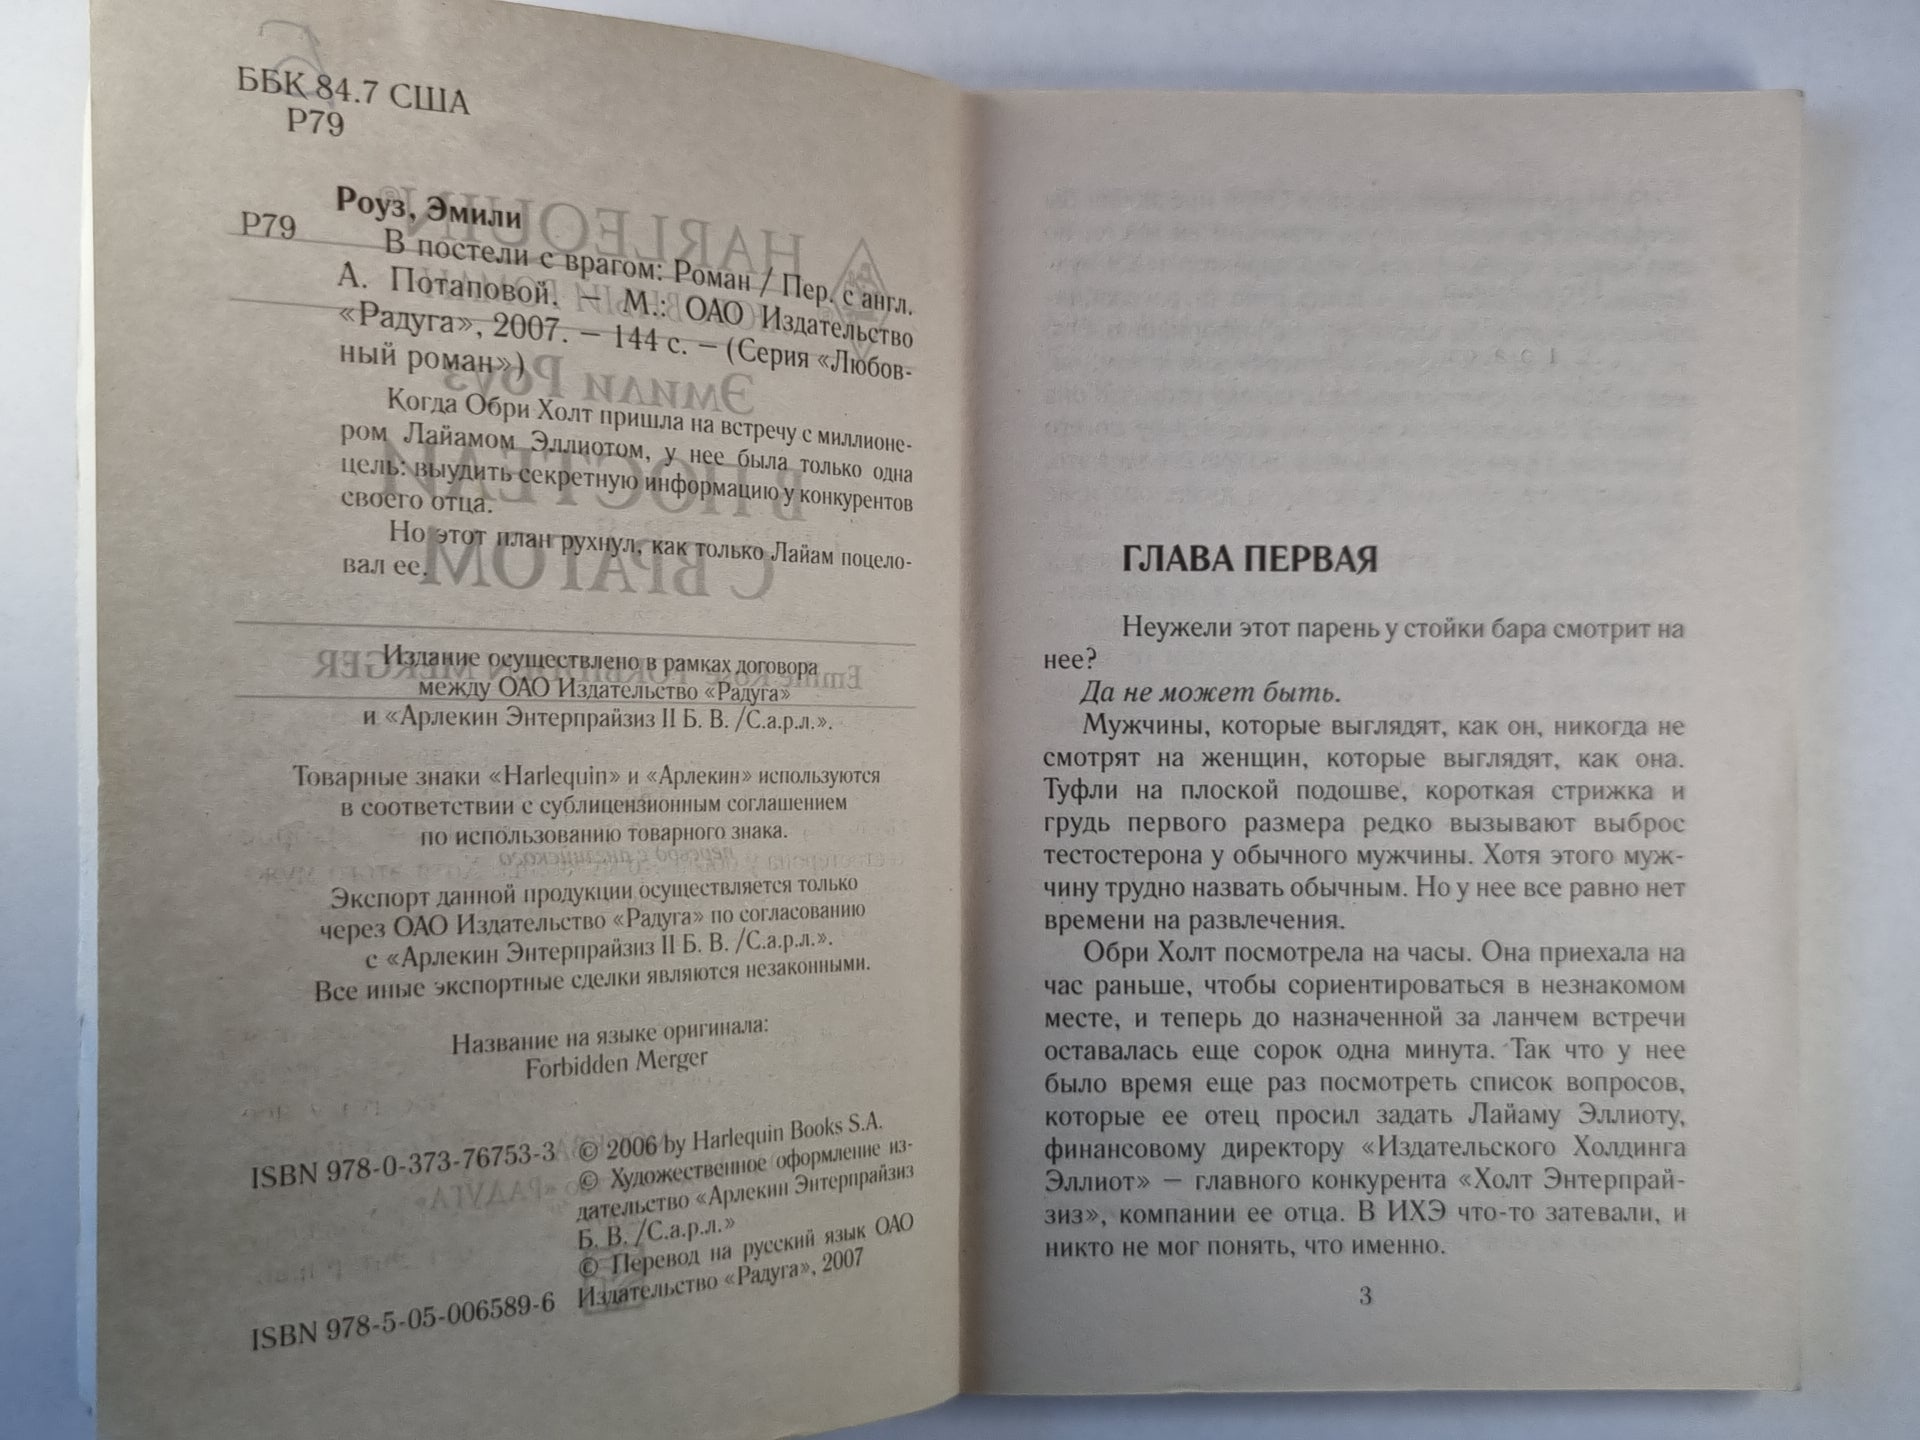 ББК 84.7 США
Р79
Роуз, Эмили
Р79
В постели с врагом: Роман / Пер. с англ.
А. Потаповой. – М.: ОАО Издательство
«Радуга», 2007. – 144 с. – (Серия «Любов-
ный роман»)
Когда Обри Холт пришла на встречу с миллионе-
ром Лайамом Эллиотом, у нее была только одна
цель: выудить секретную информацию у конкурентов
своего отца.
Но этот план рухнул, как только Лайам поцело-
вал ее.
Издание осуществлено в рамках договора
между ОАО Издательство «Радуга»
и «Арлекин Энтерпрайзиз II Б. В. /С.а.р.л.».
Товарные знаки «Harlequin» и «Арлекин» используются
в соответствии с сублицензионным соглашением
по использованию товарного знака.
Экспорт данной продукции осуществляется только
через ОАО Издательство «Радуга» по согласованию
с «Арлекин Энтерпрайзиз II Б. В. /С.а.р.л.».
Все иные экспортные сделки являются незаконными.
Название на языке оригинала:
Forbidden Merger
ISBN 978-0-373-76753-3
© 2006 by Harlequin Books S.A.
© Художественное оформление из-
дательство «Арлекин Энтерпрайзиз
Б. В. /С.а.р.л.»
© Перевод на русский язык ОАО
Издательство «Радуга», 2007
ISBN 978-5-05-006589-6
ГЛАВА ПЕРВАЯ
Неужели этот парень у стойки бара смотрит на
нее?
Да не может быть.
Мужчины, которые выглядят, как он, никогда не
смотрят на женщин, которые выглядят, как она.
Туфли на плоской подошве, короткая стрижка и
грудь первого размера редко вызывают выброс
тестостерона у обычного мужчины. Хотя этого муж-
чину трудно назвать обычным. Но у нее все равно нет
времени на развлечения.
Обри Холт посмотрела на часы. Она приехала на
час раньше, чтобы сориентироваться в незнакомом
месте, и теперь до назначенной за ланчем встречи
оставалась еще сорок одна минута. Так что у нее
было время еще раз посмотреть список вопросов,
которые ее отец просил задать Лайаму Эллиоту,
финансовому директору «Издательского Холдинга
Эллиот» – главного конкурента «Холт Энтерпрай-
зиз», компании ее отца. В ИХЭ что-то затевали, и
никто не мог понять, что именно.
3